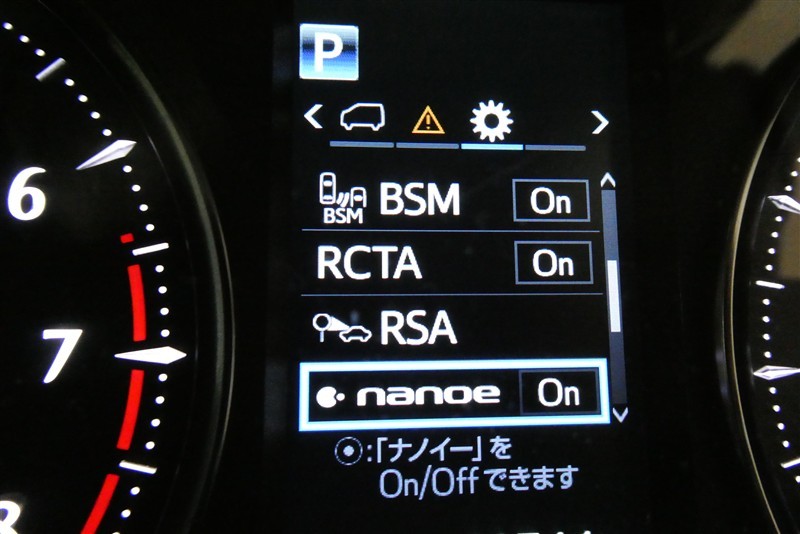 P
6
BSM BSM On
RCTA On
7
RSA
nanoe On
:「ナノイー」を
On/Offできます
8